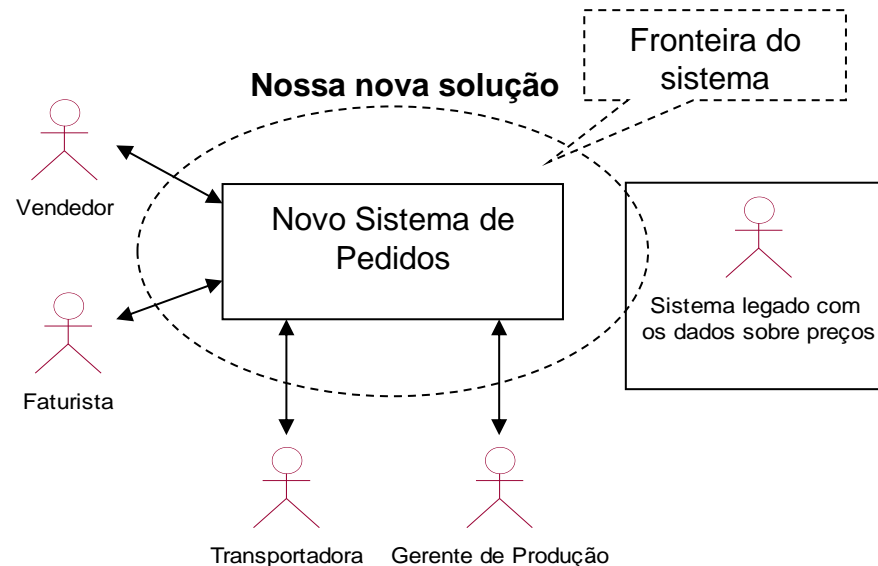 Fronteira do
sistema
Nossa nova solução
Vendedor
Novo Sistema de
Pedidos
Sistema legado com
os dados sobre preços
Faturista
Transportadora
Gerente de Produção